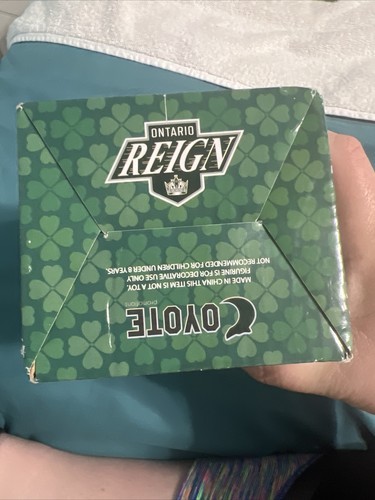 ONTARIO
REIGN
MADE IN CHINA THIS ITEM IS NOT A TOY
FIGURINE IS FOR DECORATIVE USE ONLY
NOT RECOMMENDED FOR CHILDREN UNDER 8 YEARS.
COYOTE